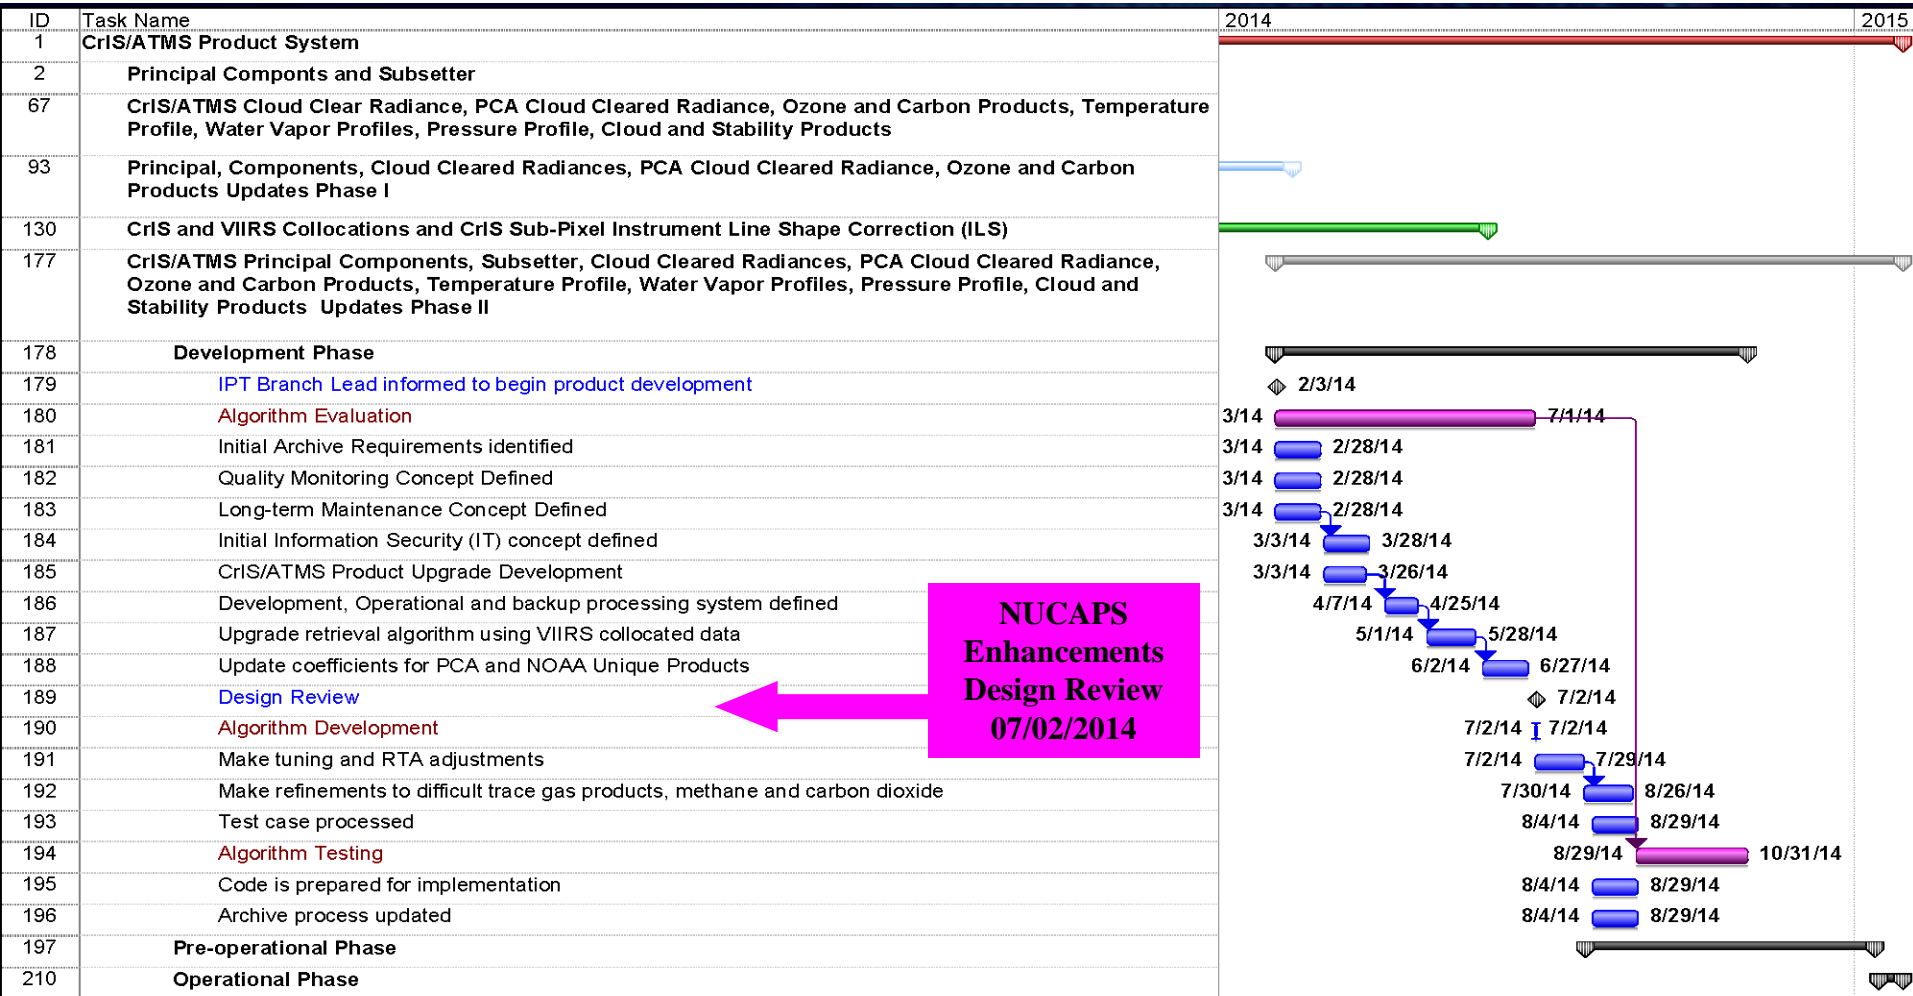 ID Task Name 2014 2015
1 CrIS/ATMS Product System
2 Principal Componts and Subsetter
67 CrIS/ATMS Cloud Clear Radiance, PCA Cloud Cleared Radiance, Ozone and Carbon Products, Temperature
Profile, Water Vapor Profiles, Pressure Profile, Cloud and Stability Products
93 Principal, Components, Cloud Cleared Radiances, PCA Cloud Cleared Radiance, Ozone and Carbon
Products Updates Phase I
130 CrIS and VIIRS Collocations and CrIS Sub-Pixel Instrument Line Shape Correction (ILS)
177 CrIS/ATMS Principal Components, Subsetter, Cloud Cleared Radiances, PCA Cloud Cleared Radiance,
Ozone and Carbon Products, Temperature Profile, Water Vapor Profiles, Pressure Profile, Cloud and
Stability Products Updates Phase II
178 Development Phase
179 IPT Branch Lead informed to begin product development 2/3/14
180 Algorithm Evaluation 3/14 7/1/14
181 Initial Archive Requirements identified 3/14 2/28/14
182 Quality Monitoring Concept Defined 3/14 2/28/14
183 Long-term Maintenance Concept Defined 3/14 2/28/14
184 Initial Information Security (IT) concept defined 3/3/14 3/28/14
185 CrIS/ATMS Product Upgrade Development 3/3/14 3/26/14
186 Development, Operational and backup processing system defined 4/7/14 4/25/14
187 Upgrade retrieval algorithm using VIIRS collocated data 5/1/14 5/28/14
188 Update coefficients for PCA and NOAA Unique Products 6/2/14 6/27/14
189 Design Review 7/2/14
190 Algorithm Development 7/2/14 7/2/14
191 Make tuning and RTA adjustments 7/2/14 7/29/14
192 Make refinements to difficult trace gas products, methane and carbon dioxide 7/30/14 8/26/14
193 Test case processed 8/4/14 8/29/14
194 Algorithm Testing 8/29/14 10/31/14
195 Code is prepared for implementation 8/4/14 8/29/14
196 Archive process updated 8/4/14 8/29/14
197 Pre-operational Phase
210 Operational Phase
NUCAPS
Enhancements
Design Review
07/02/2014